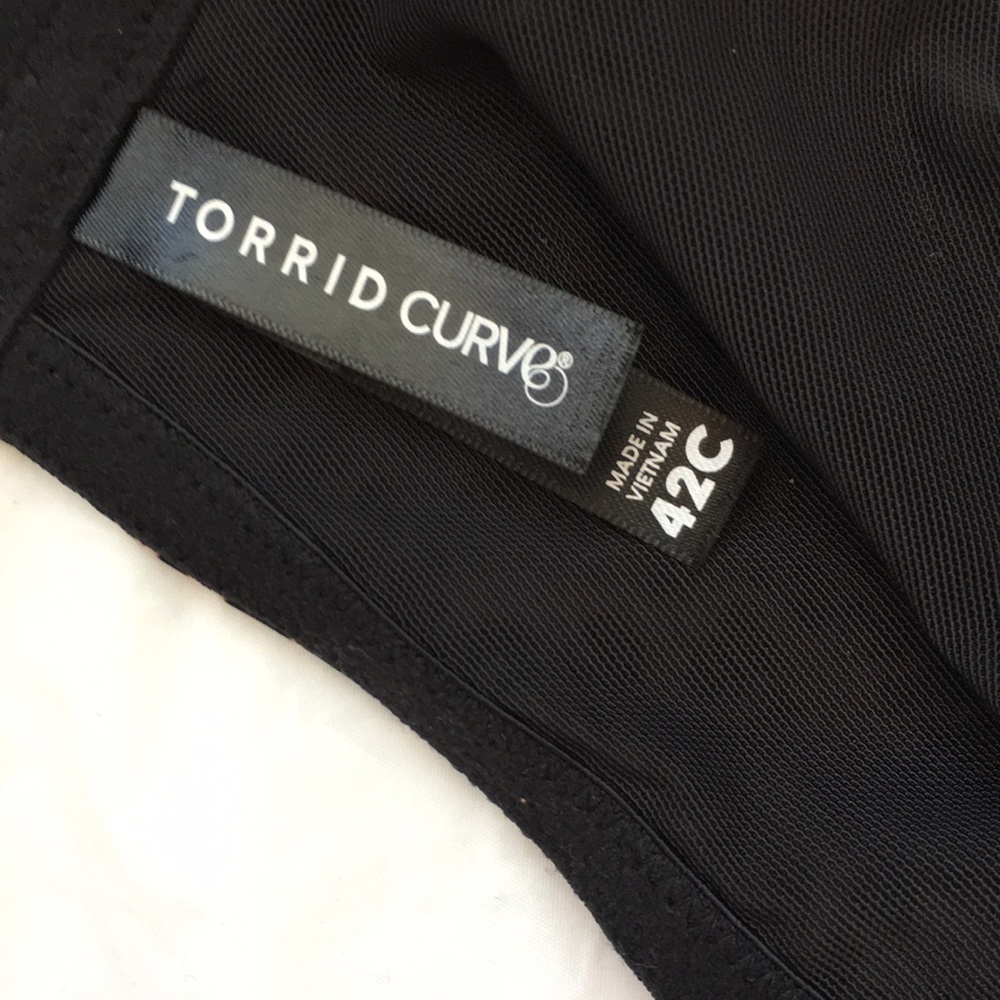 TORRID CURVE®
MADE IN
VIETNAM
42C